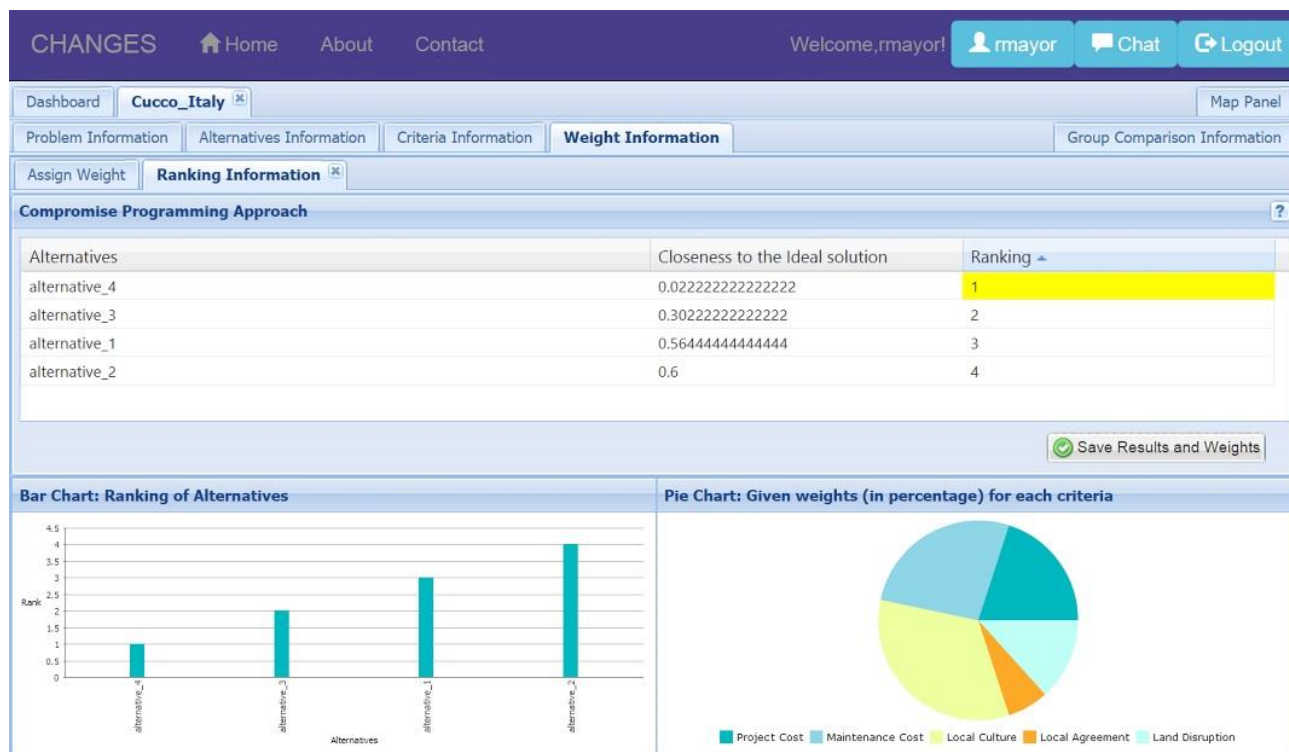 CHANGES Home About Contact Welcome,rmayor! rmayor Chat Logout
Dashboard Cucco_Italy Map Panel
Problem Information Alternatives Information Criteria Information Weight Information Group Comparison Information
Assign Weight Ranking Information
Compromise Programming Approach ?
Alternatives Closeness to the Ideal solution Ranking
alternative_4 0.022222222222222 1
alternative_3 0.30222222222222 2
alternative_1 0.56444444444444 3
alternative_2 0.6 4
Save Results and Weights
Bar Chart: Ranking of Alternatives
4.5
4
3.5
3
2.5
Rank
2
1.5
1
0.5
0
alternative_4 alternative_3 alternative_1 alternative_2
Alternatives
Pie Chart: Given weights (in percentage) for each criteria
Project Cost Maintenance Cost Local Culture Local Agreement Land Disruption